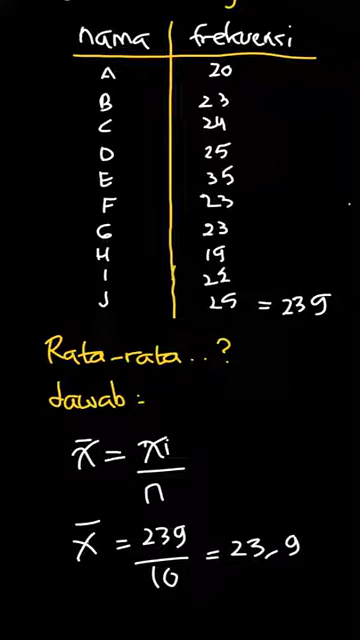 nama frekuensi
A 20
B 23
C 24
D 25
E 35
F 23
G 23
H 19
I 22
J 25 = 239
Rata-rata..?
Jawab =
x̄ = xi / n
x̄ = 239 / 10 = 23,9